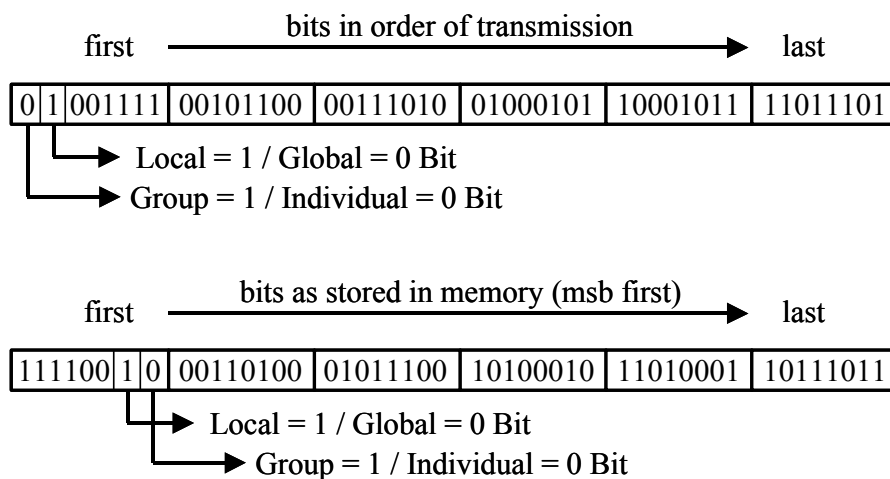 bits in order of transmission
first last
0 1 001111 00101100 00111010 01000101 10001011 11011101
Local = 1 / Global = 0 Bit
Group = 1 / Individual = 0 Bit
bits as stored in memory (msb first)
first last
111100 1 0 00110100 01011100 10100010 11010001 10111011
Local = 1 / Global = 0 Bit
Group = 1 / Individual = 0 Bit